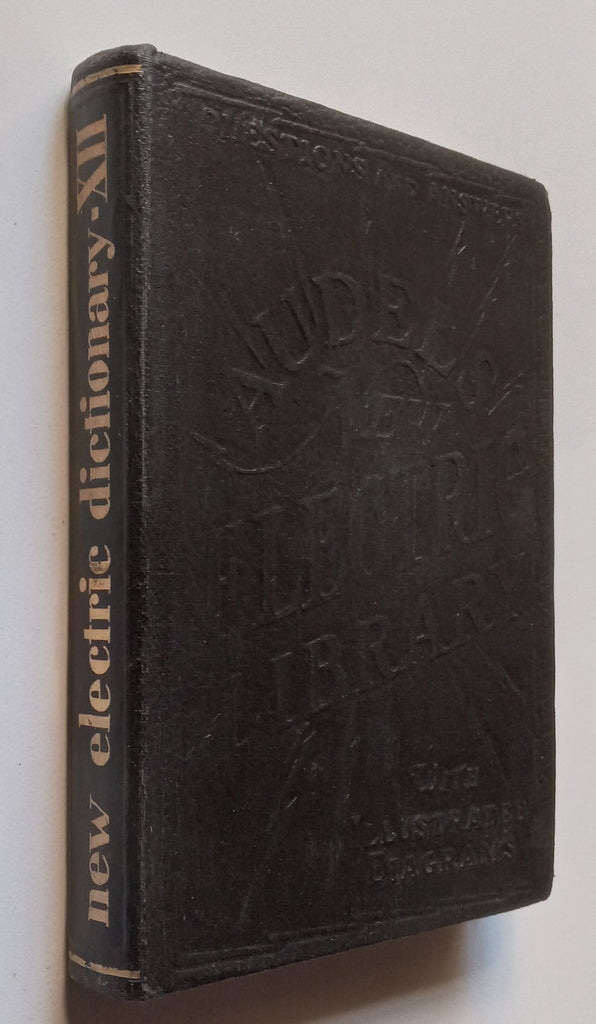 new electric dictionary-XII
QUESTIONS AND ANSWERS
AUDELS
NEW
ELECTRIC
LIBRARY
WITH
ILLUSTRATED
DIAGRAMS